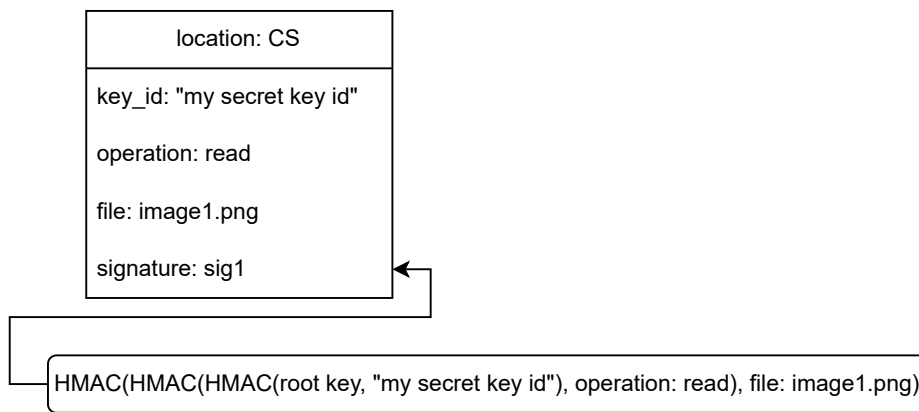 location: CS
key_id: "my secret key id"
operation: read
file: image1.png
signature: sig1
HMAC(HMAC(HMAC(root key, "my secret key id"), operation: read), file: image1.png)